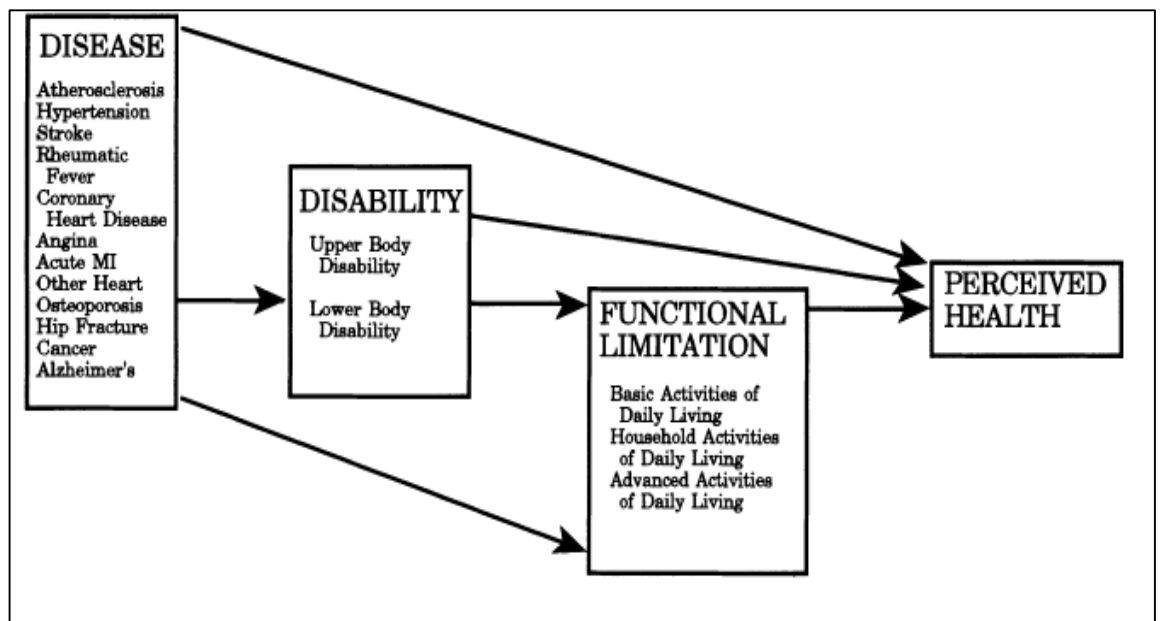 DISEASE
Atherosclerosis
Hypertension
Stroke
Rheumatic
Fever
Coronary
Heart Disease
Angina
Acute MI
Other Heart
Osteoporosis
Hip Fracture
Cancer
Alzheimer's
DISABILITY
Upper Body
Disability
Lower Body
Disability
FUNCTIONAL
LIMITATION
Basic Activities of
Daily Living
Household Activities
of Daily Living
Advanced Activities
of Daily Living
PERCEIVED
HEALTH